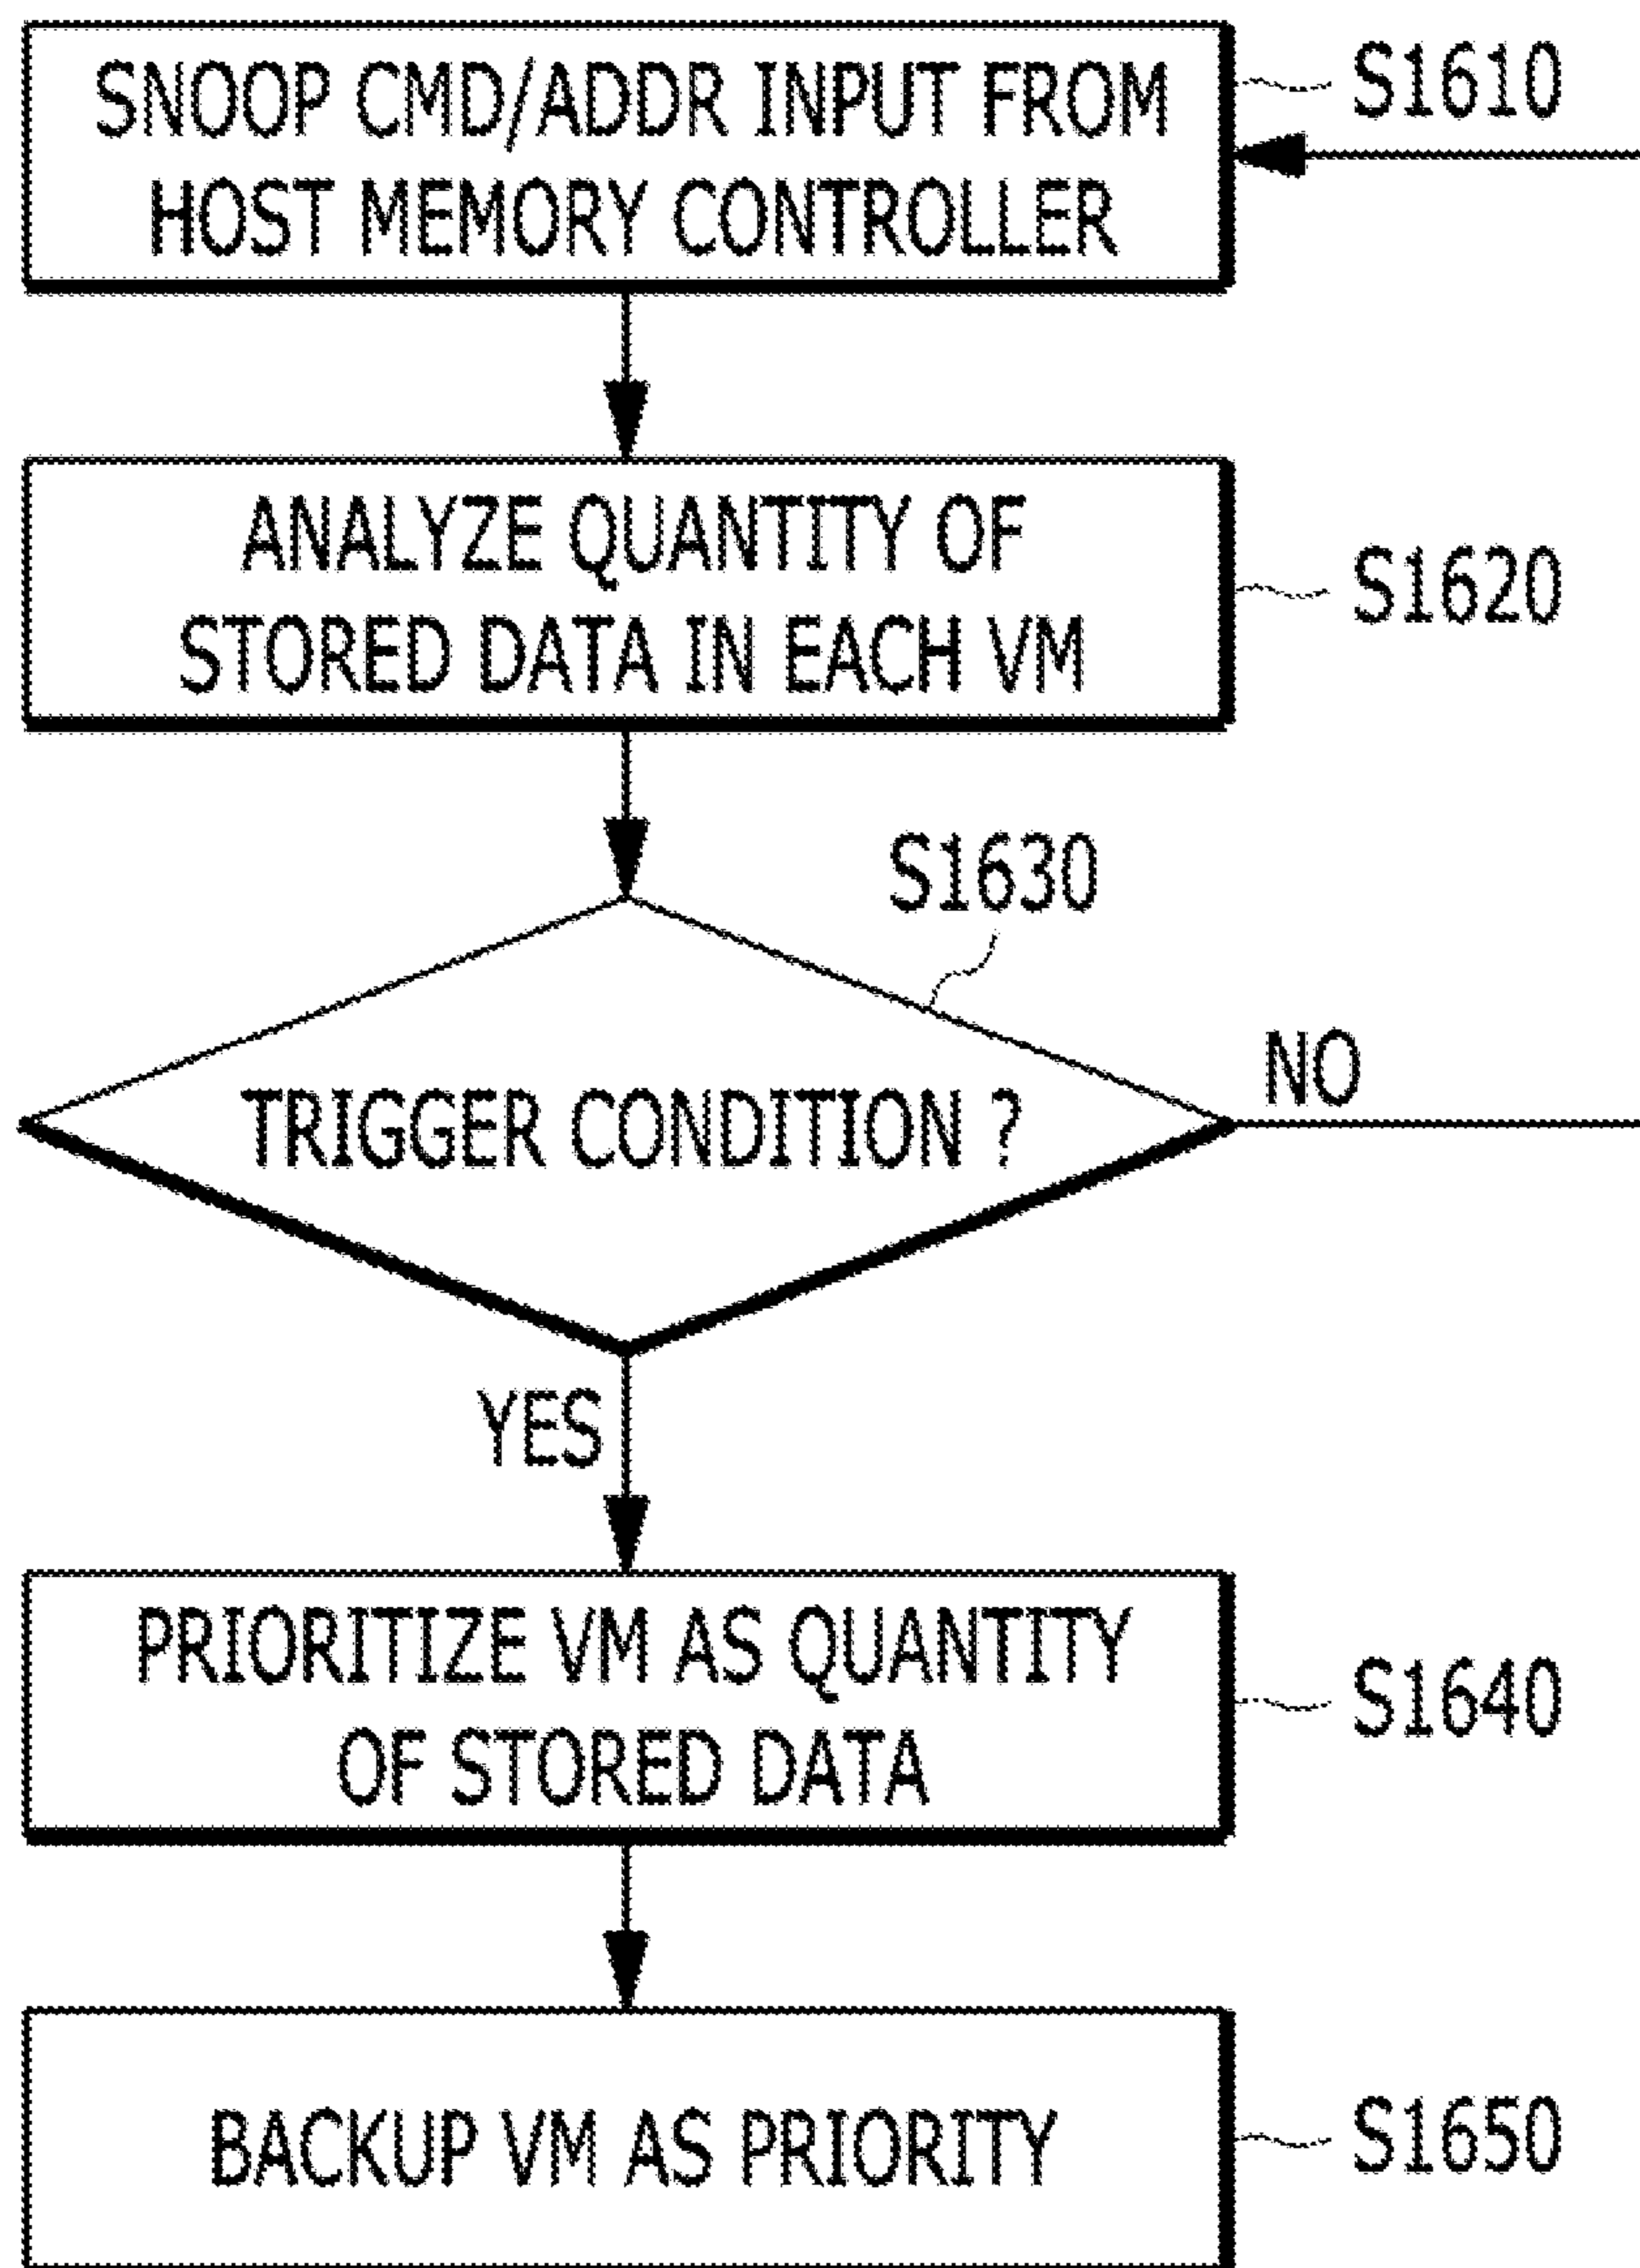 SNOOP CMD/ADDR INPUT FROM
HOST MEMORY CONTROLLER
S1610
ANALYZE QUANTITY OF
STORED DATA IN EACH VM
S1620
S1630
TRIGGER CONDITION ?
NO
YES
PRIORITIZE VM AS QUANTITY
OF STORED DATA
S1640
BACKUP VM AS PRIORITY
S1650